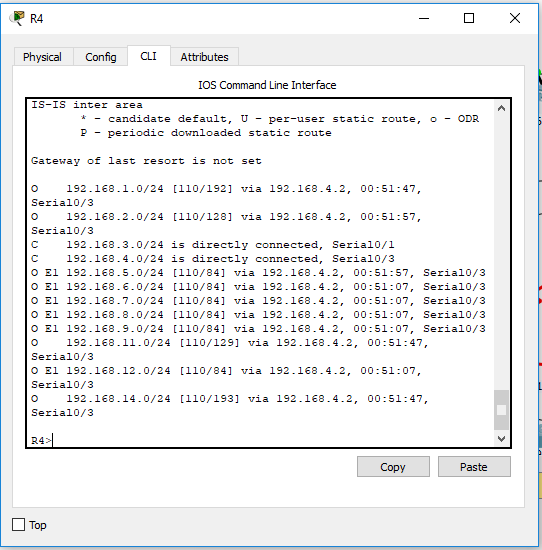 R4
Physical Config CLI Attributes
IOS Command Line Interface
IS-IS inter area
* - candidate default, U - per-user static route, o - ODR
P - periodic downloaded static route
Gateway of last resort is not set
O 192.168.1.0/24 [110/192] via 192.168.4.2, 00:51:47,
Serial0/3
O 192.168.2.0/24 [110/128] via 192.168.4.2, 00:51:57,
Serial0/3
C 192.168.3.0/24 is directly connected, Serial0/1
C 192.168.4.0/24 is directly connected, Serial0/3
O E1 192.168.5.0/24 [110/84] via 192.168.4.2, 00:51:57, Serial0/3
O E1 192.168.6.0/24 [110/84] via 192.168.4.2, 00:51:07, Serial0/3
O E1 192.168.7.0/24 [110/84] via 192.168.4.2, 00:51:07, Serial0/3
O E1 192.168.8.0/24 [110/84] via 192.168.4.2, 00:51:07, Serial0/3
O E1 192.168.9.0/24 [110/84] via 192.168.4.2, 00:51:07, Serial0/3
O 192.168.11.0/24 [110/129] via 192.168.4.2, 00:51:47,
Serial0/3
O E1 192.168.12.0/24 [110/84] via 192.168.4.2, 00:51:07,
Serial0/3
O 192.168.14.0/24 [110/193] via 192.168.4.2, 00:51:47,
Serial0/3
R4>
Copy Paste
Top